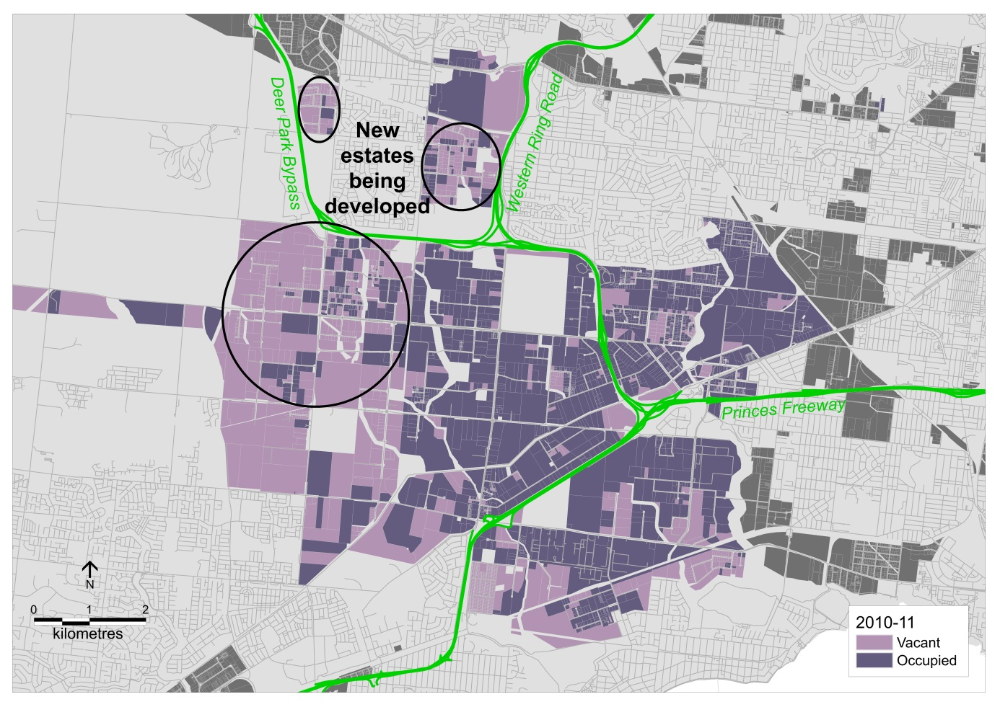 Deer Park Bypass
New
estates
being
developed
Western Ring Road
Princes Freeway
N
0 1 2
kilometres
2010-11
Vacant
Occupied